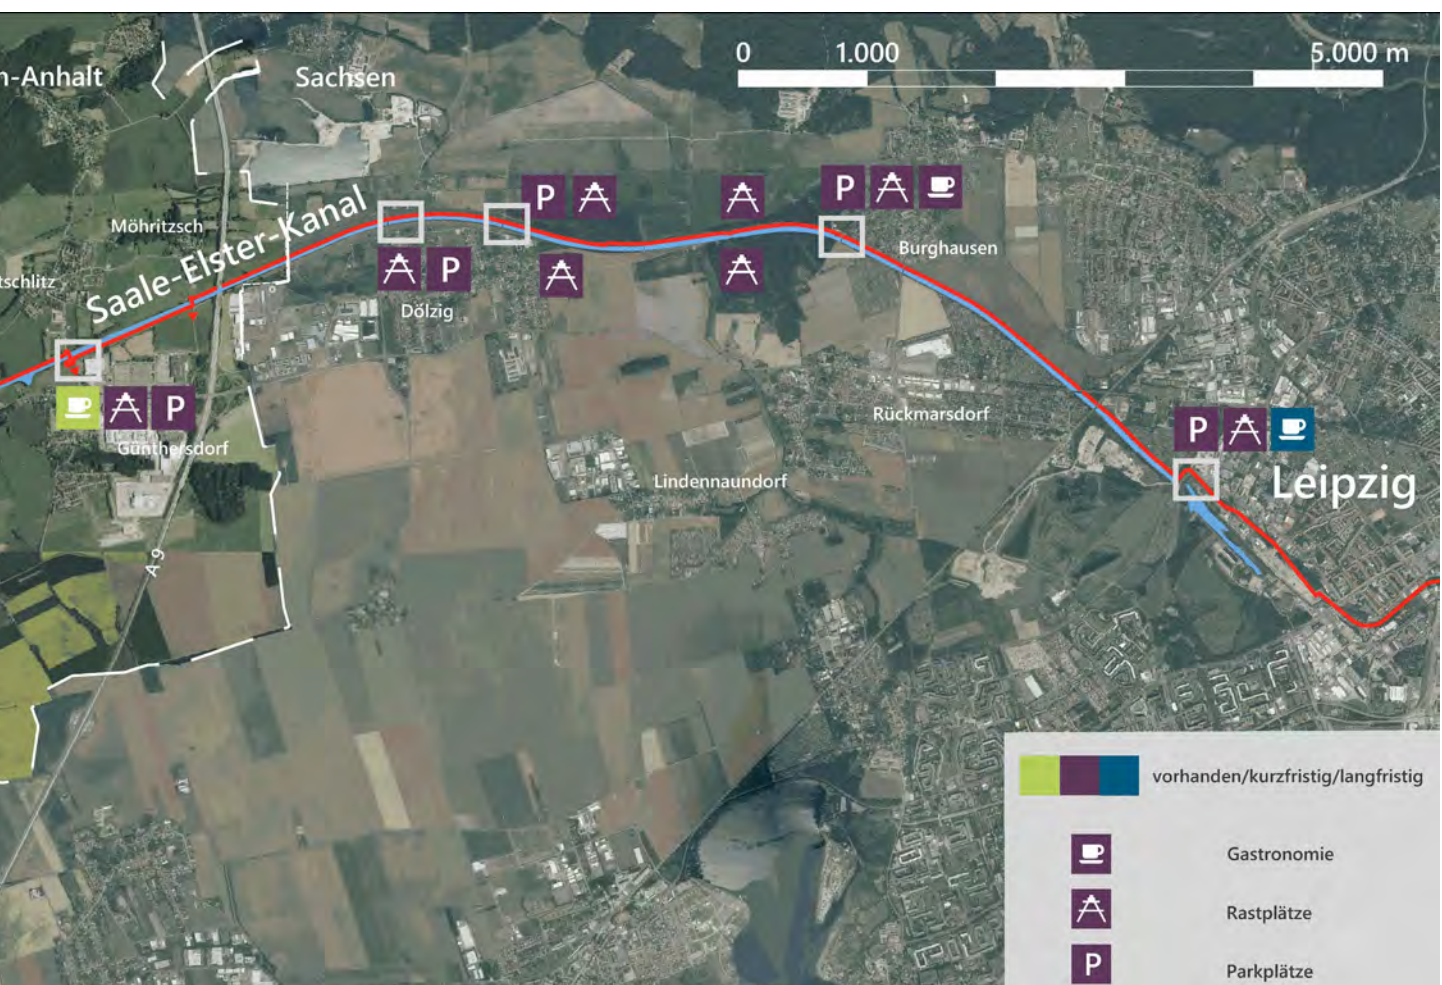 n-Anhalt
Sachsen
0 1.000 5.000 m
P
P
Möhritzsch
Saale-Elster-Kanal
Burghausen
tschlitz
P
Dölzig
P
Günthersdorf
Rückmarsdorf
P
Lindennaundorf
Leipzig
A 9
vorhanden/kurzfristig/langfristig
Gastronomie
Rastplätze
P Parkplätze